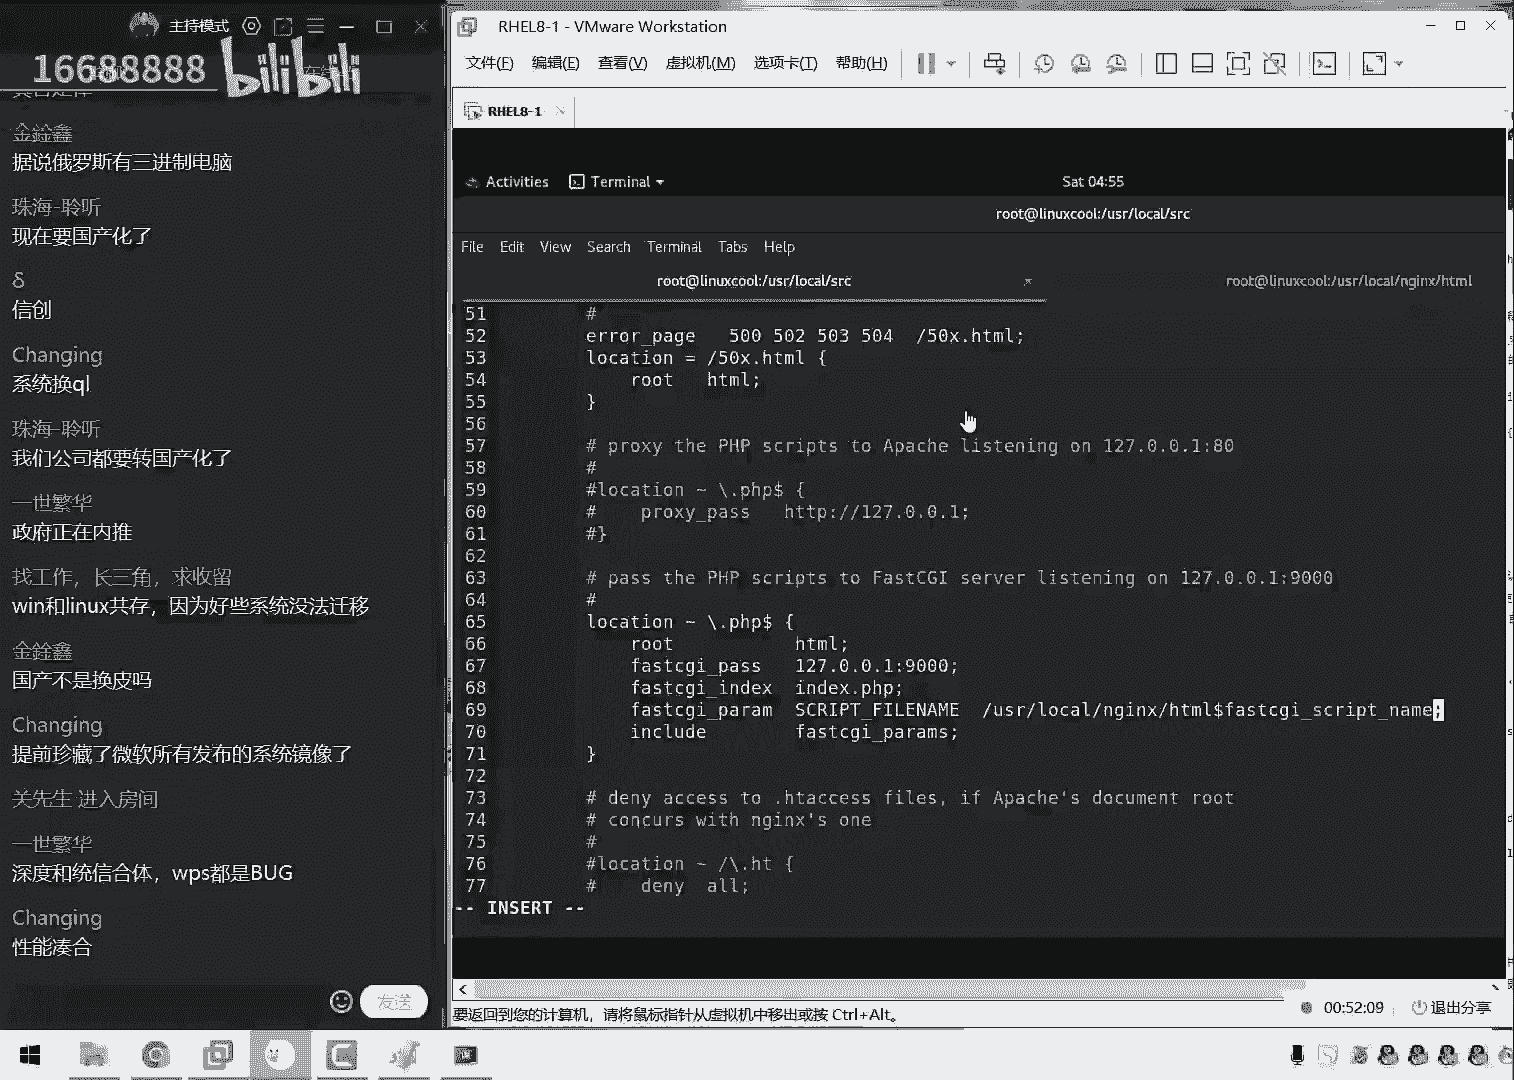 主持模式
16688888
bilibili
金銓鑫
据说俄罗斯有三进制电脑
珠海-聆听
现在要国产化了
δ
信创
Changing
系统换ql
珠海-聆听
我们公司都要转国产化了
一世繁华
政府正在内推
找工作，长三角，求收留
win和linux共存，因为好些系统没法迁移
金銓鑫
国产不是换皮吗
Changing
提前珍藏了微软所有发布的系统镜像了
关先生 进入房间
一世繁华
深度和统信合体，wps都是BUG
Changing
性能凑合
发送
RHEL8-1 - VMware Workstation
文件(F) 编辑(E) 查看(V) 虚拟机(M) 选项卡(T) 帮助(H)
RHEL8-1
Activities Terminal Sat 04:55
root@linuxcool:/usr/local/src
File Edit View Search Terminal Tabs Help
root@linuxcool:/usr/local/src root@linuxcool:/usr/local/nginx/html
51 #
52 error_page 500 502 503 504 /50x.html;
53 location = /50x.html {
54 root html;
55 }
56
57 # proxy the PHP scripts to Apache listening on 127.0.0.1:80
58 #
59 #location ~ \.php$ {
60 # proxy_pass http://127.0.0.1;
61 #}
62
63 # pass the PHP scripts to FastCGI server listening on 127.0.0.1:9000
64 #
65 location ~ \.php$ {
66 root html;
67 fastcgi_pass 127.0.0.1:9000;
68 fastcgi_index index.php;
69 fastcgi_param SCRIPT_FILENAME /usr/local/nginx/html$fastcgi_script_name;
70 include fastcgi_params;
71 }
72
73 # deny access to .htaccess files, if Apache's document root
74 # concurs with nginx's one
75 #
76 #location ~ /\.ht {
77 # deny all;
-- INSERT --
要返回到您的计算机，请将鼠标指针从虚拟机中移出或按 Ctrl+Alt。
00:52:09 退出分享